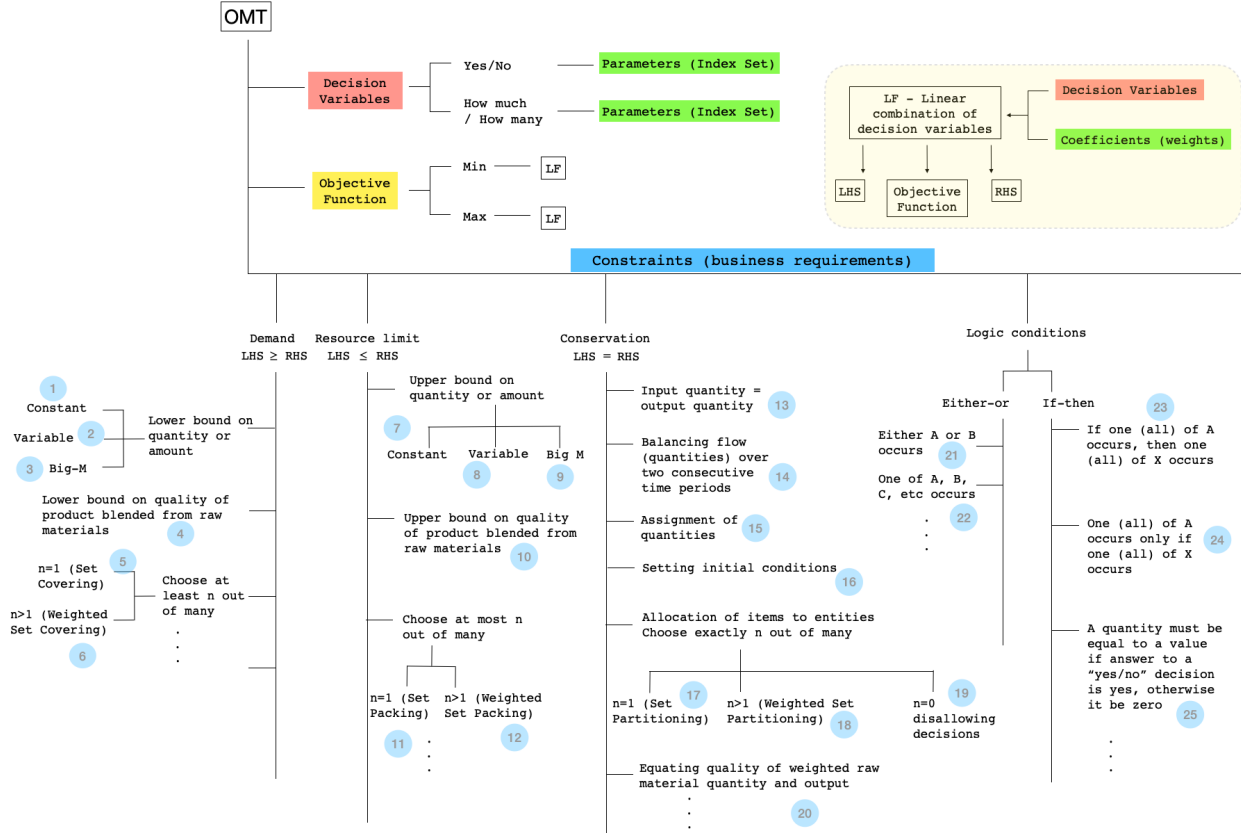 OMT
Decision
Variables
Yes/No
Parameters (Index Set)
How much
/ How many
Parameters (Index Set)
Objective
Function
Min
LF
Max
LF
LF - Linear
combination of
decision variables
Decision Variables
Coefficients (weights)
LHS
Objective
Function
RHS
Constraints (business requirements)
Demand
LHS ≥ RHS
1
Constant
Variable
2
3
Big-M
Lower bound on
quantity or
amount
Lower bound on quality of
product blended from raw
materials
4
5
n=1 (Set
Covering)
n>1 (Weighted
Set Covering)
6
Choose at
least n out
of many
.
.
.
Resource limit
LHS ≤ RHS
Upper bound on
quantity or amount
7
Constant
Variable
8
Big M
9
Upper bound on quality
of product blended from
raw materials
10
Choose at most n
out of many
n=1 (Set
Packing)
11
n>1 (Weighted
Set Packing)
12
.
.
.
Conservation
LHS = RHS
Input quantity =
output quantity
13
Balancing flow
(quantities) over
two consecutive
time periods
14
Assignment of
quantities
15
Setting initial conditions
16
Allocation of items to entities
Choose exactly n out of many
n=1 (Set
Partitioning)
17
n>1 (Weighted Set
Partitioning)
18
n=0
disallowing
decisions
19
Equating quality of weighted raw
material quantity and output
.
.
.
20
Logic conditions
Either-or
If-then
Either A or B
occurs
21
One of A, B,
C, etc occurs
22
.
.
.
23
If one (all) of A
occurs, then one
(all) of X occurs
One (all) of A
occurs only if
one (all) of X
occurs
24
A quantity must be
equal to a value
if answer to a
“yes/no” decision
is yes, otherwise
it be zero
25
.
.
.